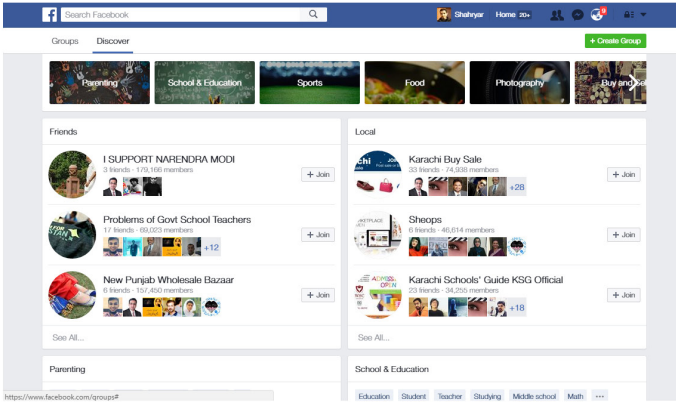 Search Facebook
Shahryar Home 20+
Groups Discover
+ Create Group
Parenting School & Education Sports Food Photography Buy and Sel
Friends
I SUPPORT NARENDRA MODI
3 friends - 179,166 members
+ Join
Problems of Govt School Teachers
17 friends - 69,023 members
+12
+ Join
New Punjab Wholesale Bazaar
6 friends - 157,450 members
+ Join
See All...
Local
Karachi Buy Sale
33 friends - 74,938 members
+28
+ Join
Sheops
6 friends - 46,614 members
+ Join
Karachi Schools' Guide KSG Official
23 friends - 34,255 members
+18
+ Join
See All...
Parenting
School & Education
Education Student Teacher Studying Middle school Math ...
https://www.facebook.com/groups#